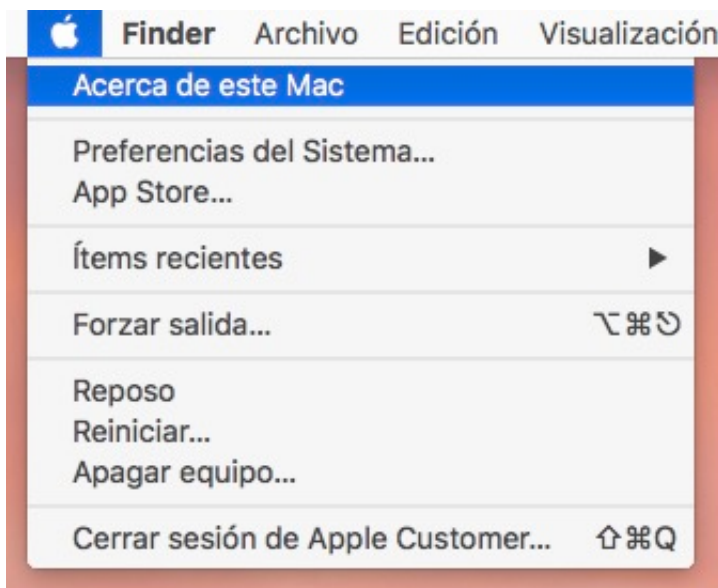 Finder Archivo Edición Visualización
Acerca de este Mac
Preferencias del Sistema...
App Store...
Ítems recientes
Forzar salida... ⌥⌘⎋
Reposo
Reiniciar...
Apagar equipo...
Cerrar sesión de Apple Customer... ⇧⌘Q